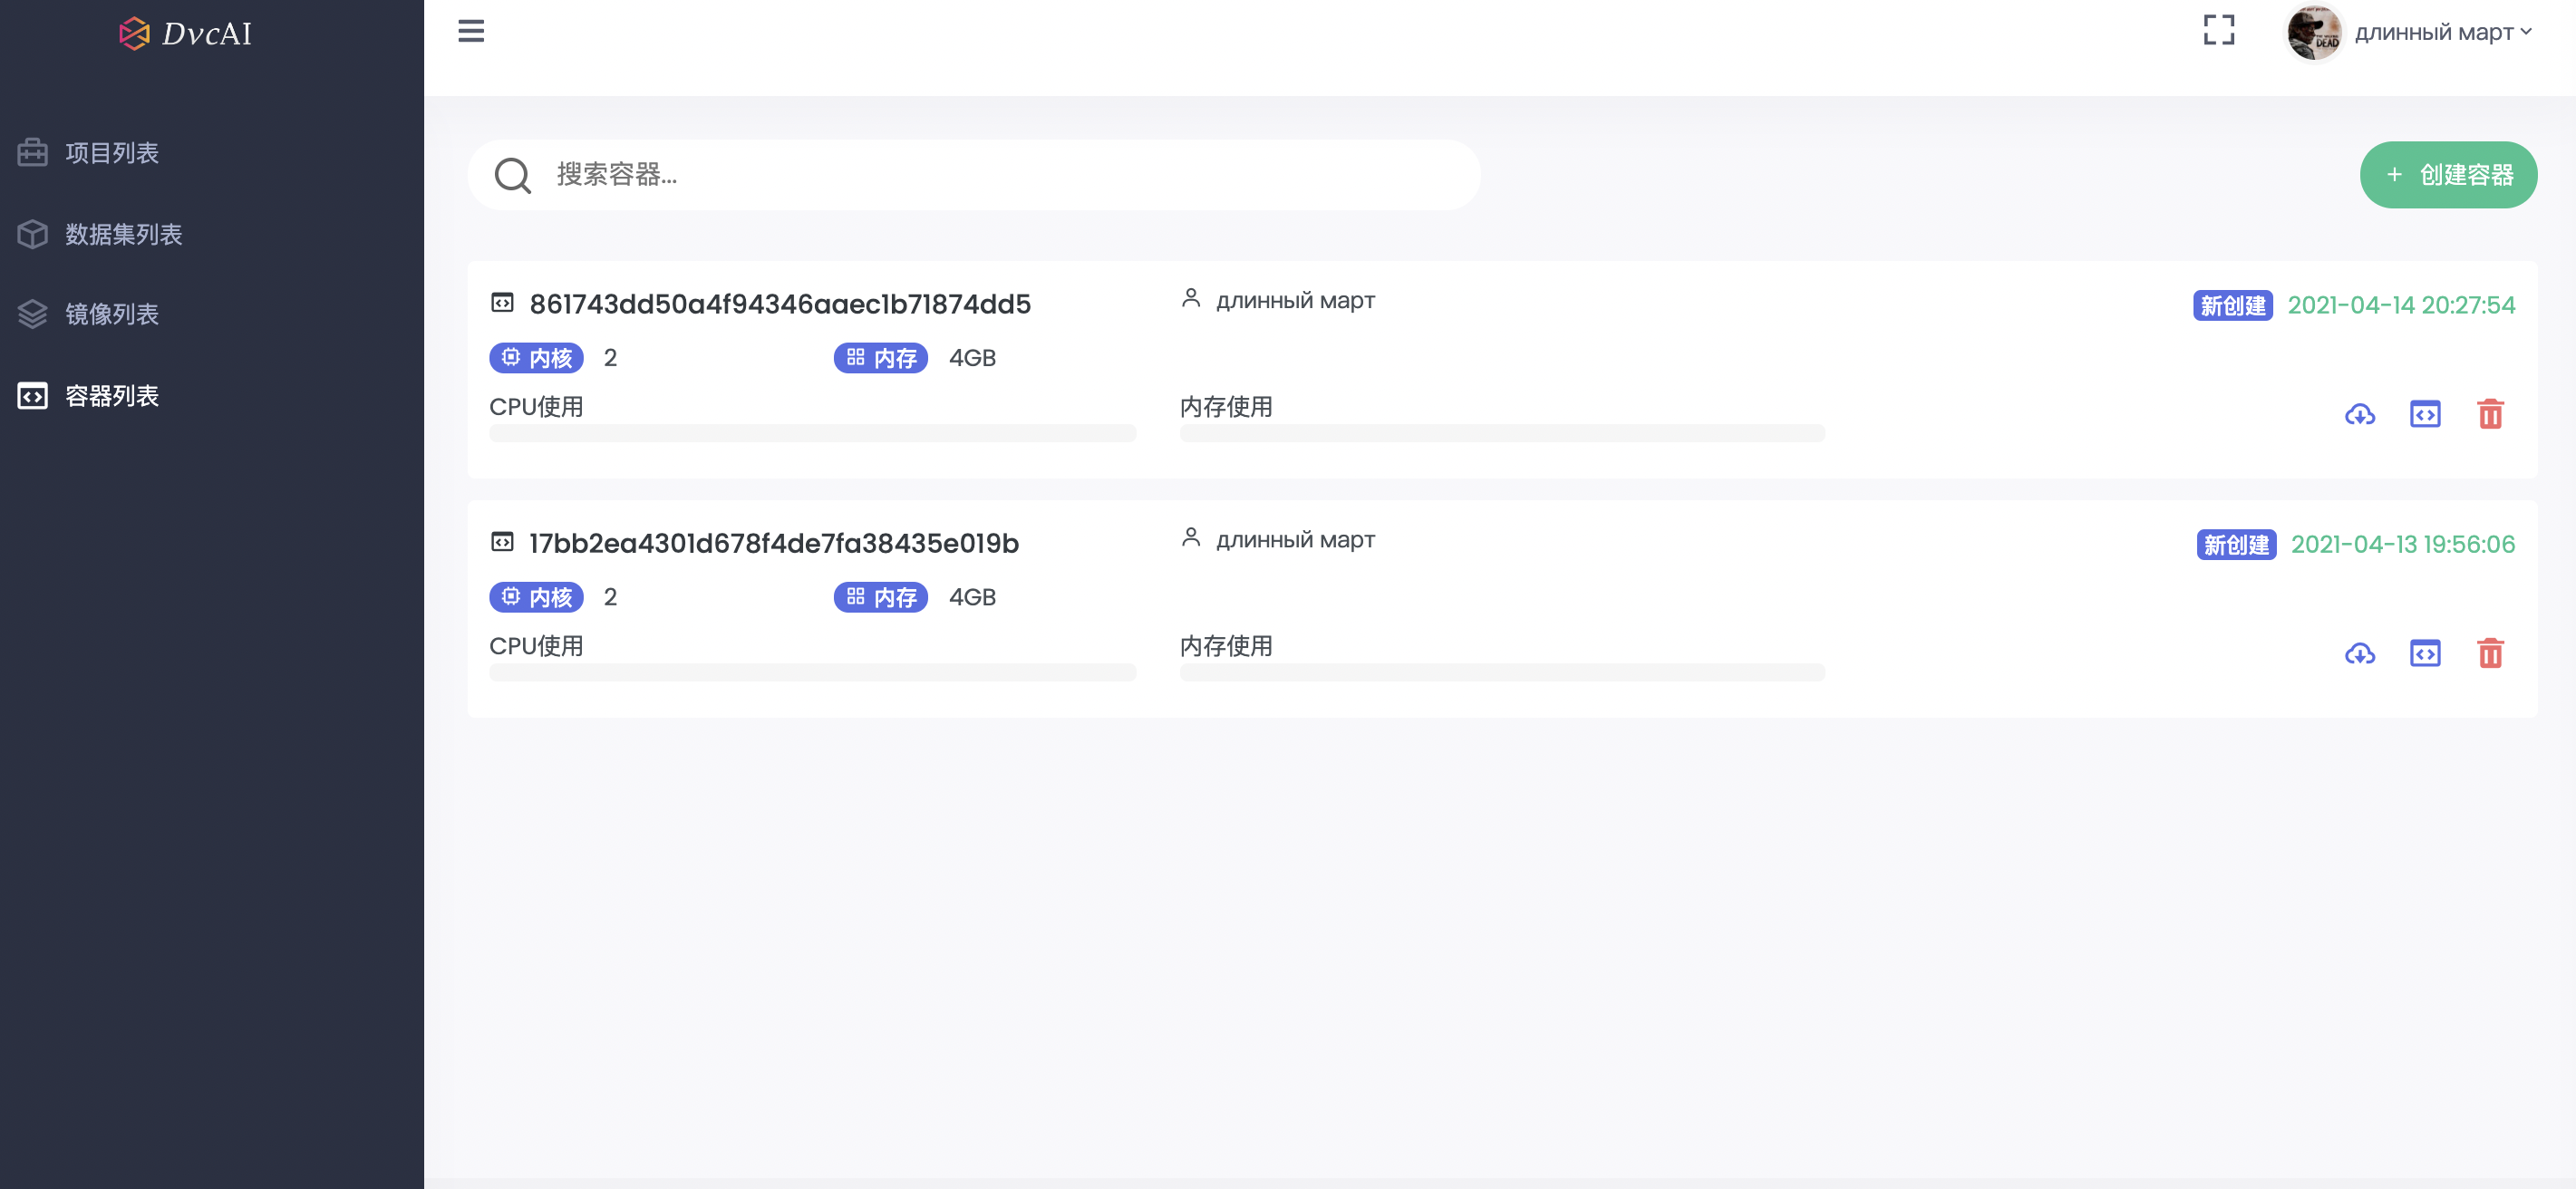 DvcAI
длинный март
项目列表
数据集列表
镜像列表
容器列表
搜索容器...
+ 创建容器
861743dd50a4f94346aaec1b71874dd5
длинный март
新创建 2021-04-14 20:27:54
内核 2
内存 4GB
CPU使用
内存使用
17bb2ea4301d678f4de7fa38435e019b
длинный март
新创建 2021-04-13 19:56:06
内核 2
内存 4GB
CPU使用
内存使用